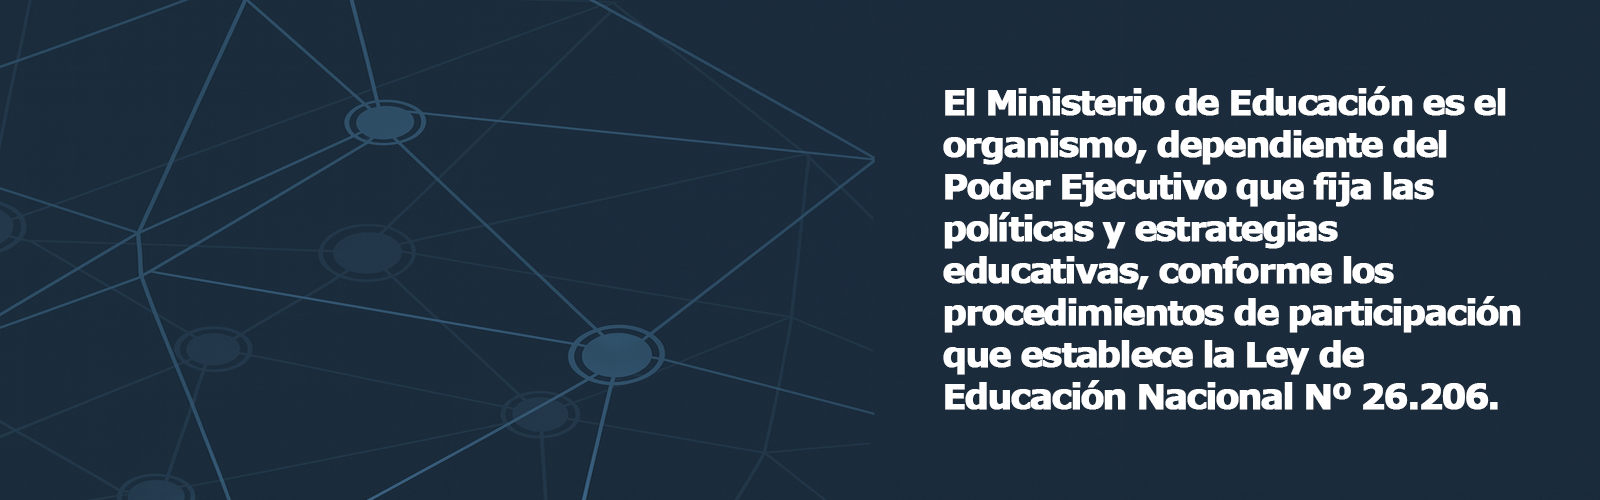 El Ministerio de Educación es el
organismo, dependiente del
Poder Ejecutivo que fija las
políticas y estrategias
educativas, conforme los
procedimientos de participación
que establece la Ley de
Educación Nacional Nº 26.206.